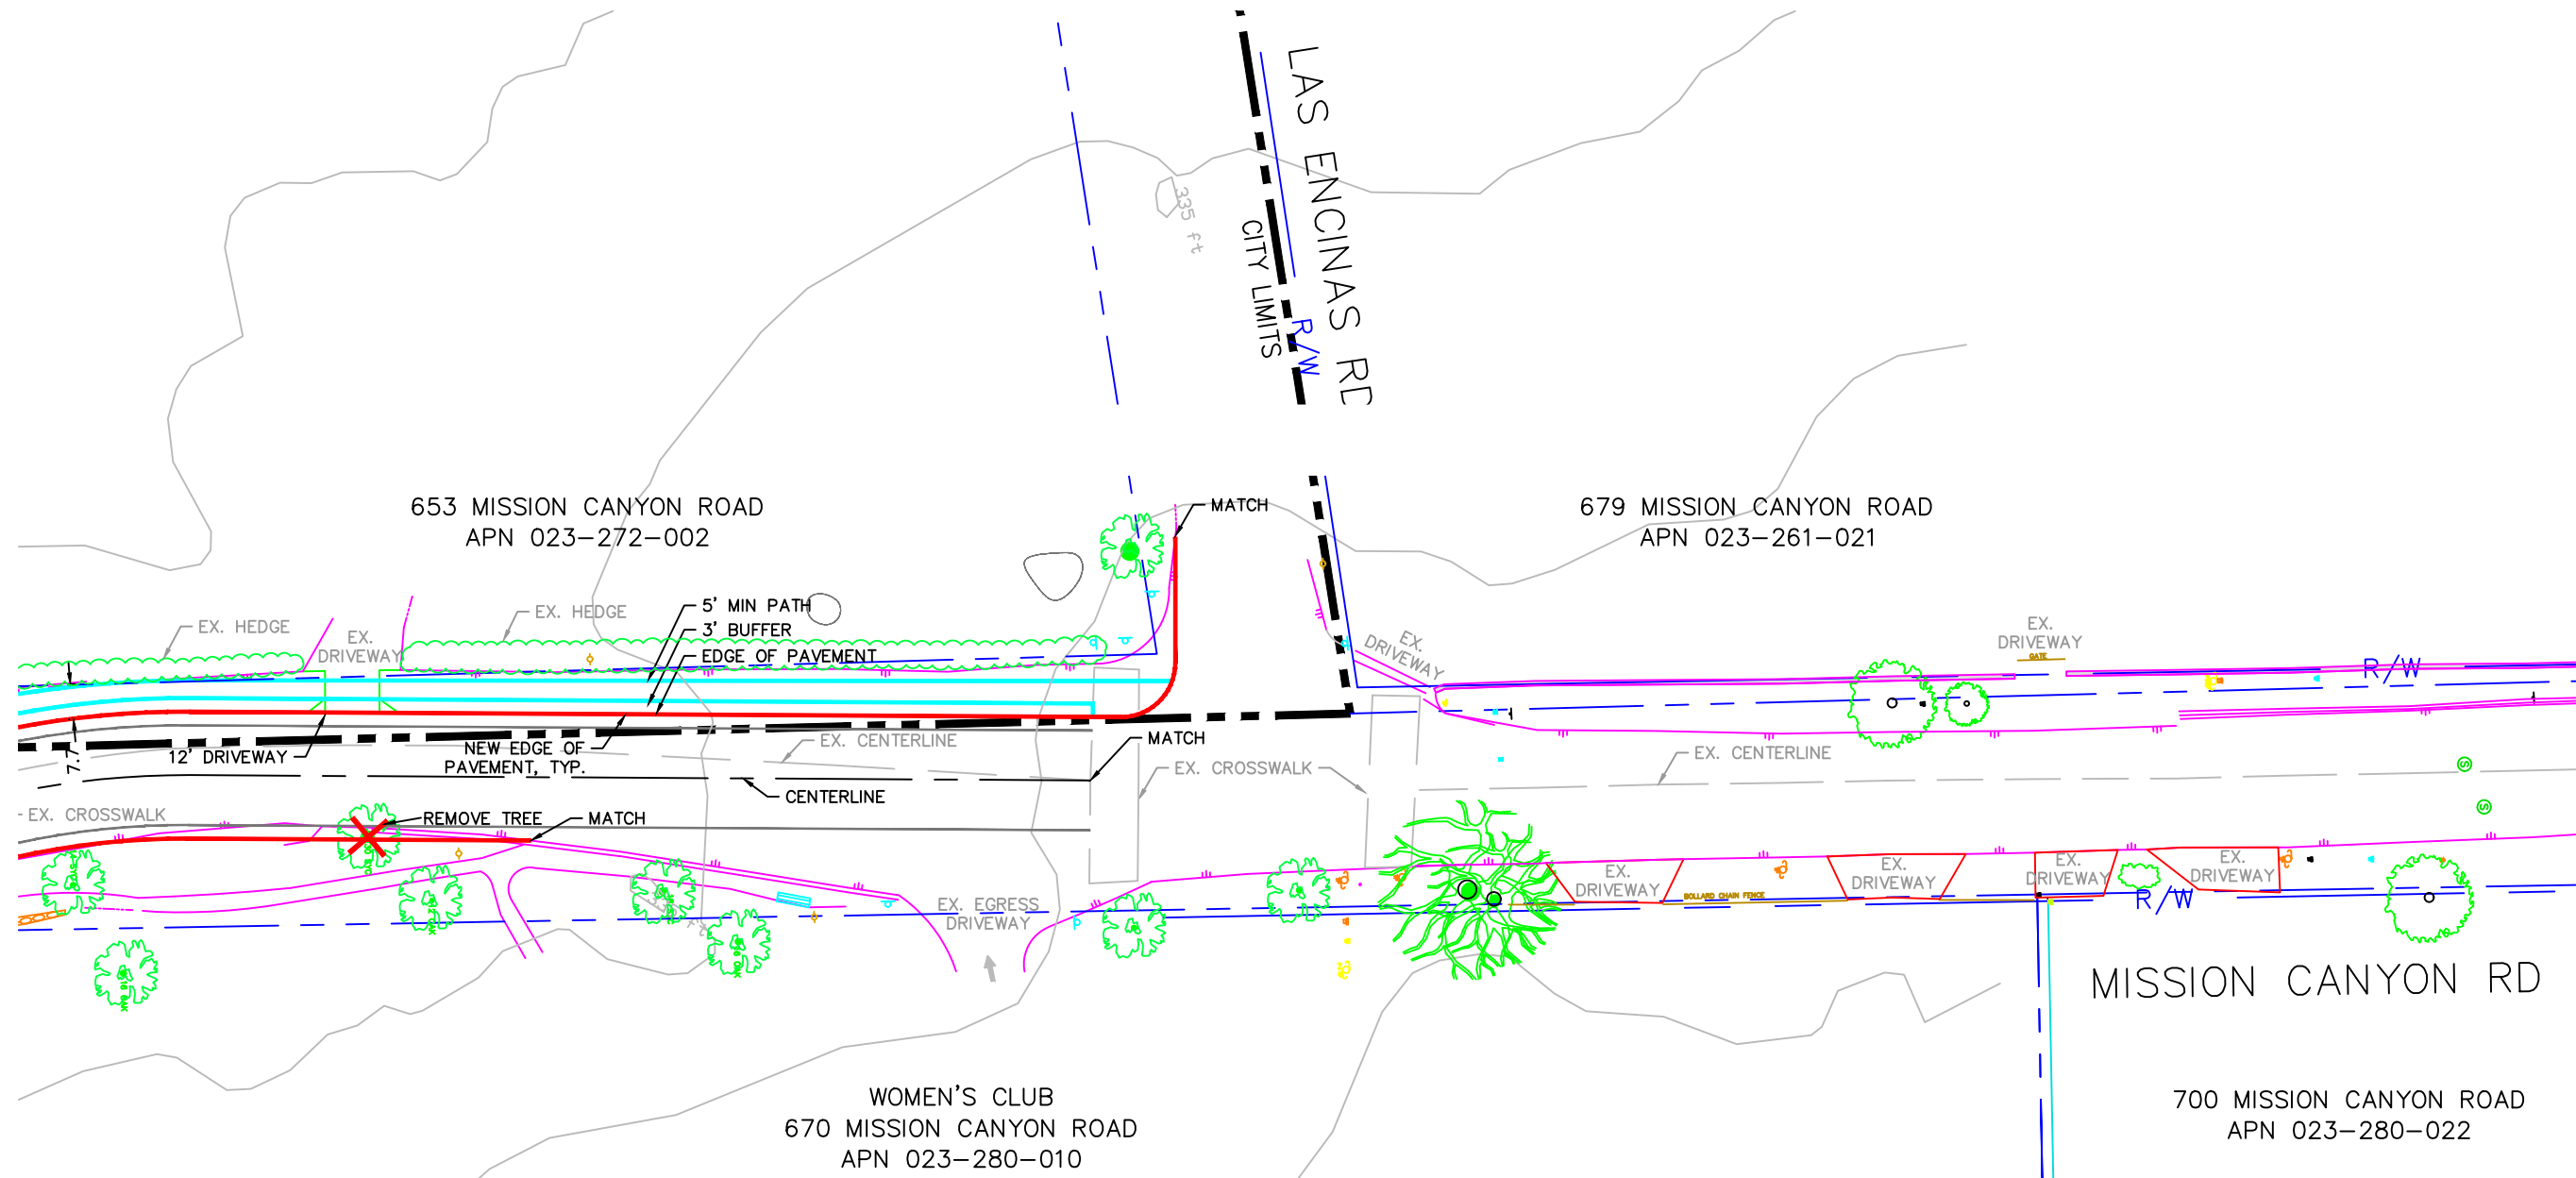 LAS ENCINAS RD
335 ft
CITY LIMITS
R/W
653 MISSION CANYON ROAD
APN 023-272-002
MATCH
679 MISSION CANYON ROAD
APN 023-261-021
EX. HEDGE
EX.
DRIVEWAY
EX. HEDGE
5' MIN PATH
3' BUFFER
EDGE OF PAVEMENT
EX.
DRIVEWAY
EX.
DRIVEWAY
GATE
R/W
7.7'
12' DRIVEWAY
NEW EDGE OF
PAVEMENT, TYP.
EX. CENTERLINE
MATCH
EX. CROSSWALK
EX. CENTERLINE
CENTERLINE
EX. CROSSWALK
REMOVE TREE
MATCH
EX. EGRESS
DRIVEWAY
EX.
DRIVEWAY
BOLLARD CHAIN FENCE
EX.
DRIVEWAY
EX.
DRIVEWAY
EX.
DRIVEWAY
R/W
MISSION CANYON RD
WOMEN'S CLUB
670 MISSION CANYON ROAD
APN 023-280-010
700 MISSION CANYON ROAD
APN 023-280-022